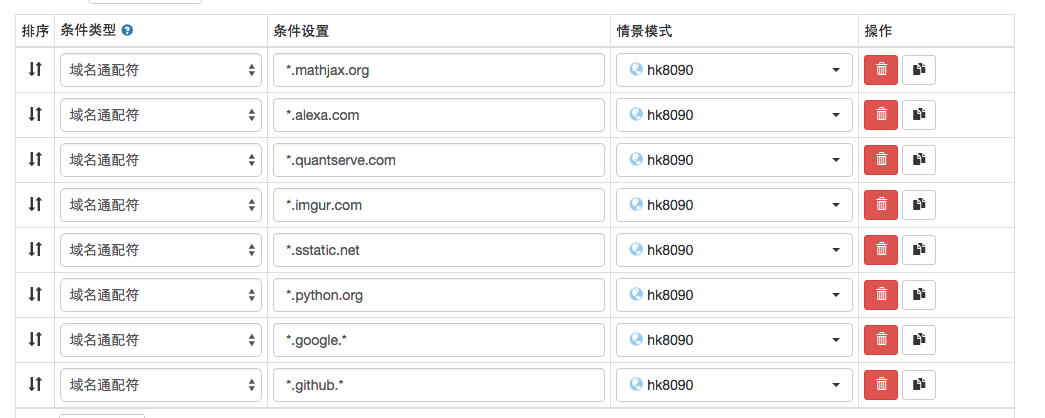 排序 条件类型 条件设置 情景模式 操作
域名通配符 *.mathjax.org hk8090
域名通配符 *.alexa.com hk8090
域名通配符 *.quantserve.com hk8090
域名通配符 *.imgur.com hk8090
域名通配符 *.sstatic.net hk8090
域名通配符 *.python.org hk8090
域名通配符 *.google.* hk8090
域名通配符 *.github.* hk8090